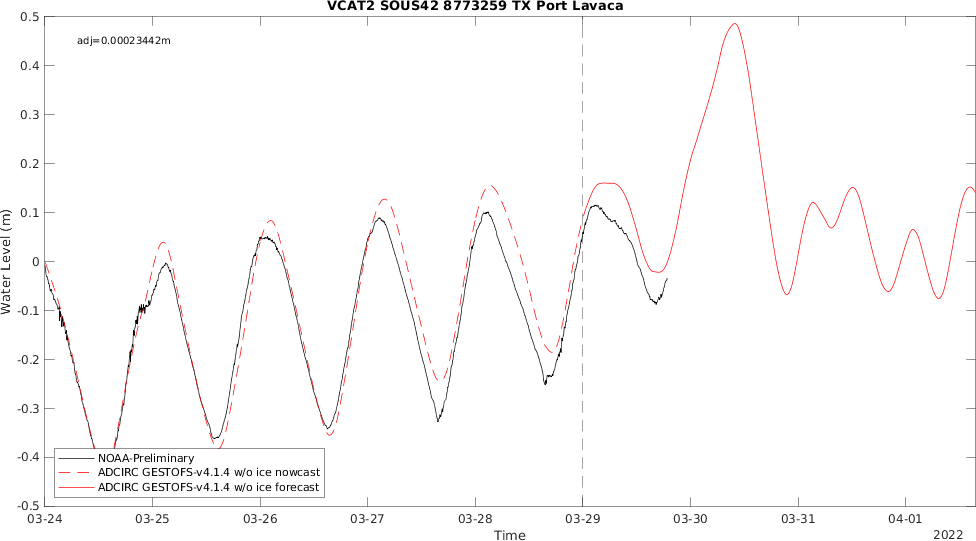 VCAT2 SOUS42 8773259 TX Port Lavaca
adj=0.00023442m
0.5
0.4
0.3
0.2
0.1
0
-0.1
-0.2
-0.3
-0.4
-0.5
Water Level (m)
NOAA-Preliminary
ADCIRC GESTOFS-v4.1.4 w/o ice nowcast
ADCIRC GESTOFS-v4.1.4 w/o ice forecast
03-24 03-25 03-26 03-27 03-28 03-29 03-30 03-31 04-01
Time
2022